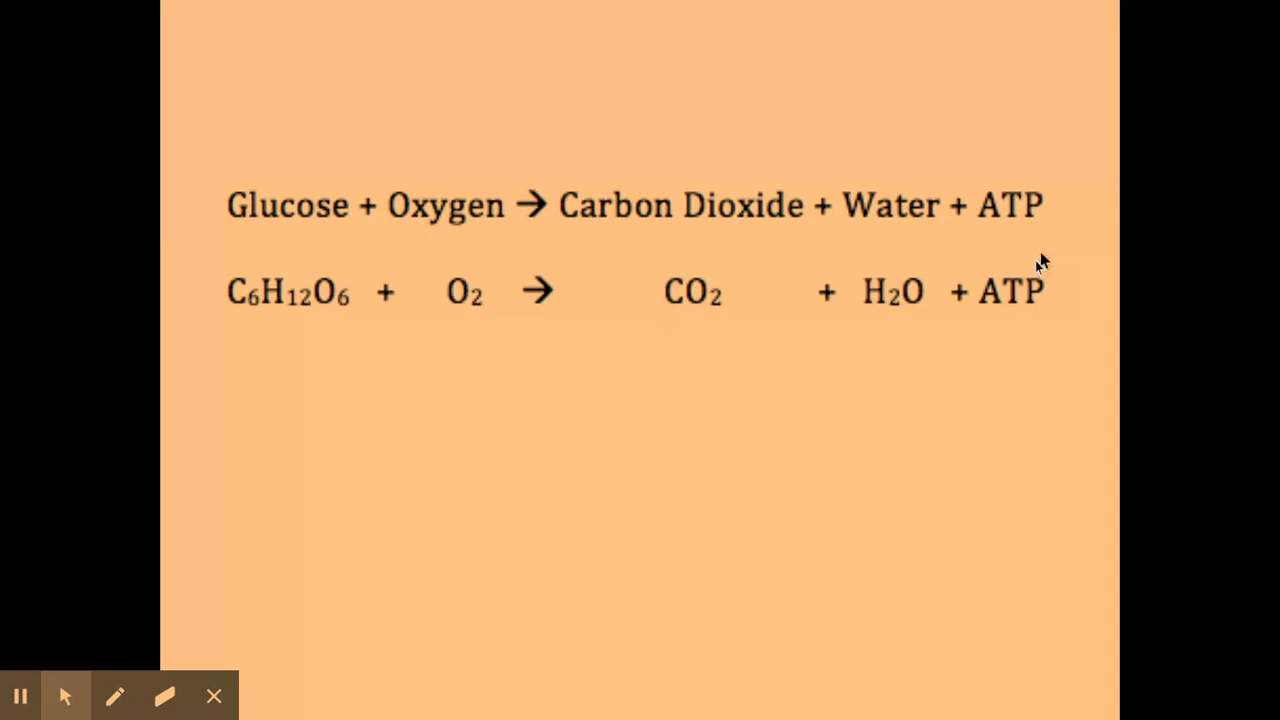 Glucose + Oxygen → Carbon Dioxide + Water + ATP
C₆H₁₂O₆ + O₂ → CO₂ + H₂O + ATP